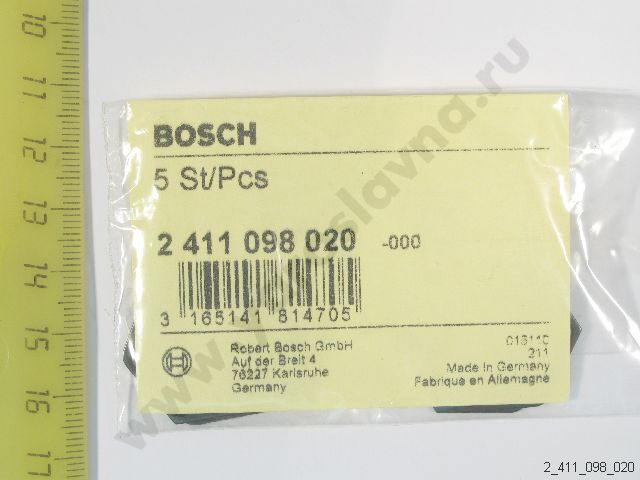 10
11
12
13
14
15
16
17
BOSCH
5 St/Pcs
2 411 098 020 -000
3 165141 814705
Robert Bosch GmbH
Auf der Breit 4
76227 Karlsruhe
Germany
211
Made in Germany
Fabrique en Allemagne
2_411_098_020